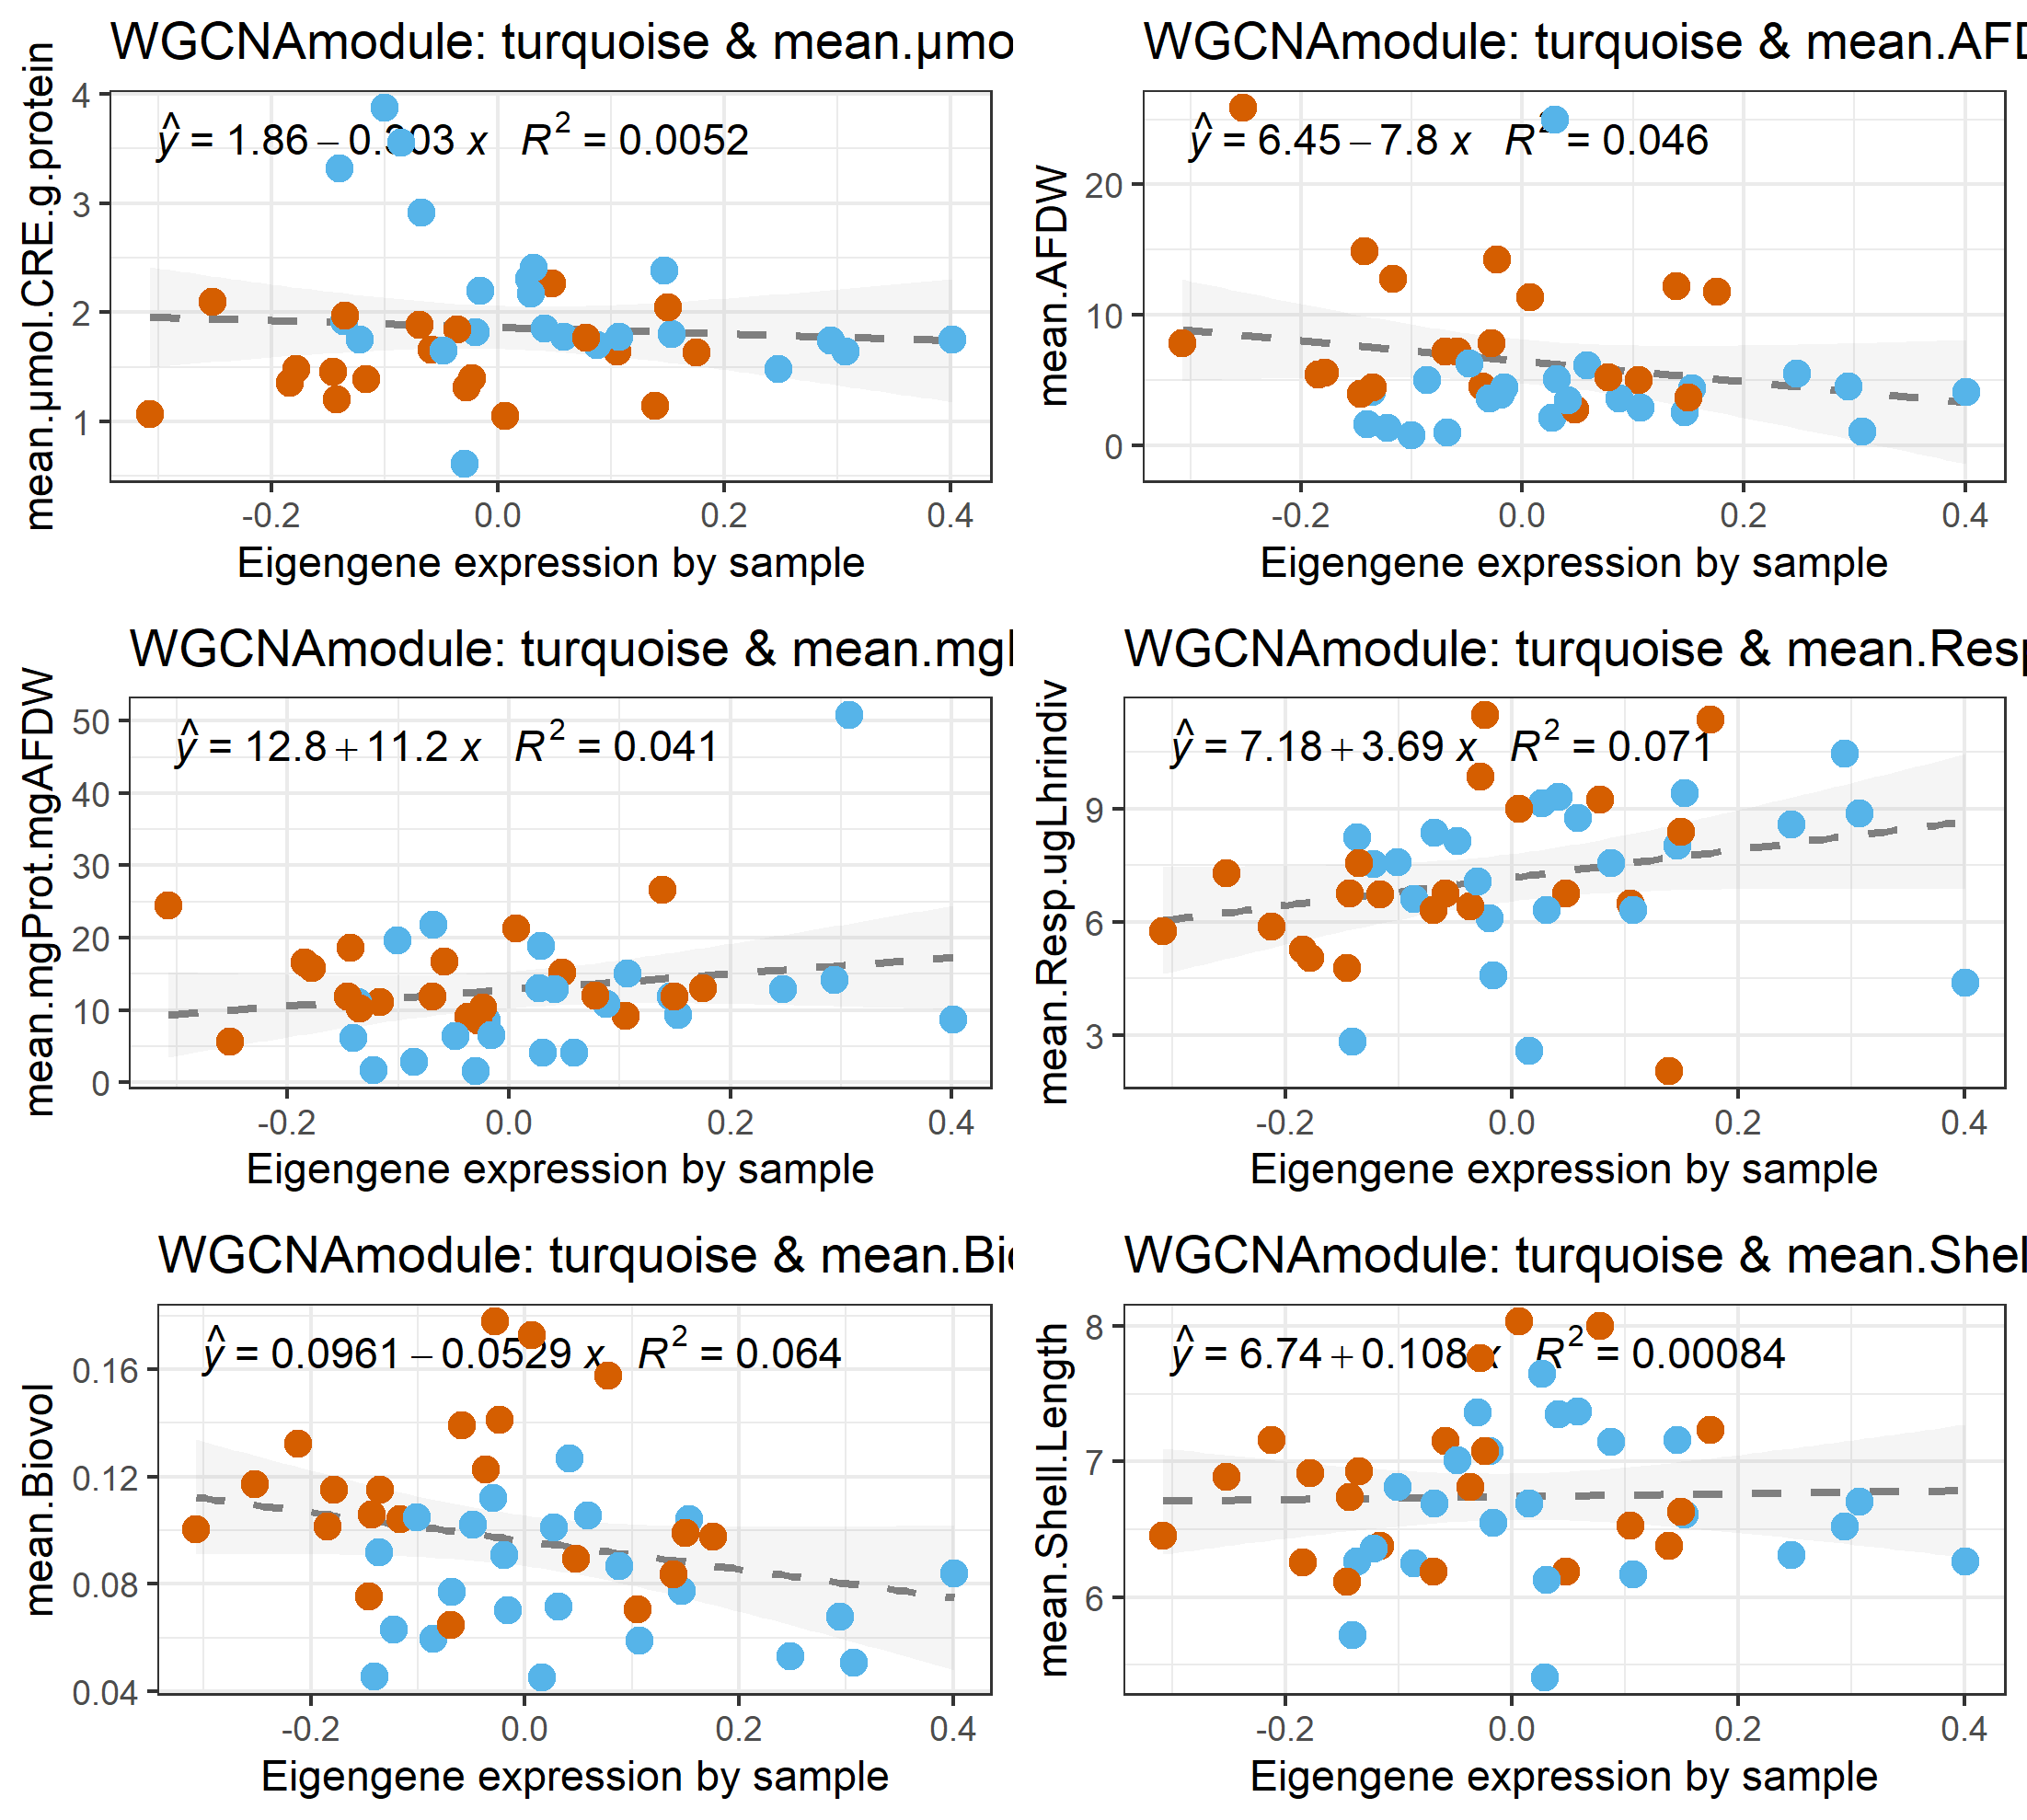 WGCNAmodule: turquoise & mean.µmo
mean.µmol.CRE.g.protein
ŷ = 1.86 − 0.303 x R² = 0.0052
4
3
2
1
-0.2 0.0 0.2 0.4
Eigengene expression by sample
WGCNAmodule: turquoise & mean.AFD
mean.AFDW
ŷ = 6.45 − 7.8 x R² = 0.046
20
10
0
-0.2 0.0 0.2 0.4
Eigengene expression by sample
WGCNAmodule: turquoise & mean.mgl
mean.mgProt.mgAFDW
ŷ = 12.8 + 11.2 x R² = 0.041
50
40
30
20
10
0
-0.2 0.0 0.2 0.4
Eigengene expression by sample
WGCNAmodule: turquoise & mean.Resp
mean.Resp.ugLhrindiv
ŷ = 7.18 + 3.69 x R² = 0.071
9
6
3
-0.2 0.0 0.2 0.4
Eigengene expression by sample
WGCNAmodule: turquoise & mean.Bio
mean.Biovol
ŷ = 0.0961 − 0.0529 x R² = 0.064
0.16
0.12
0.08
0.04
-0.2 0.0 0.2 0.4
Eigengene expression by sample
WGCNAmodule: turquoise & mean.Shel
mean.Shell.Length
ŷ = 6.74 + 0.108 x R² = 0.00084
8
7
6
-0.2 0.0 0.2 0.4
Eigengene expression by sample